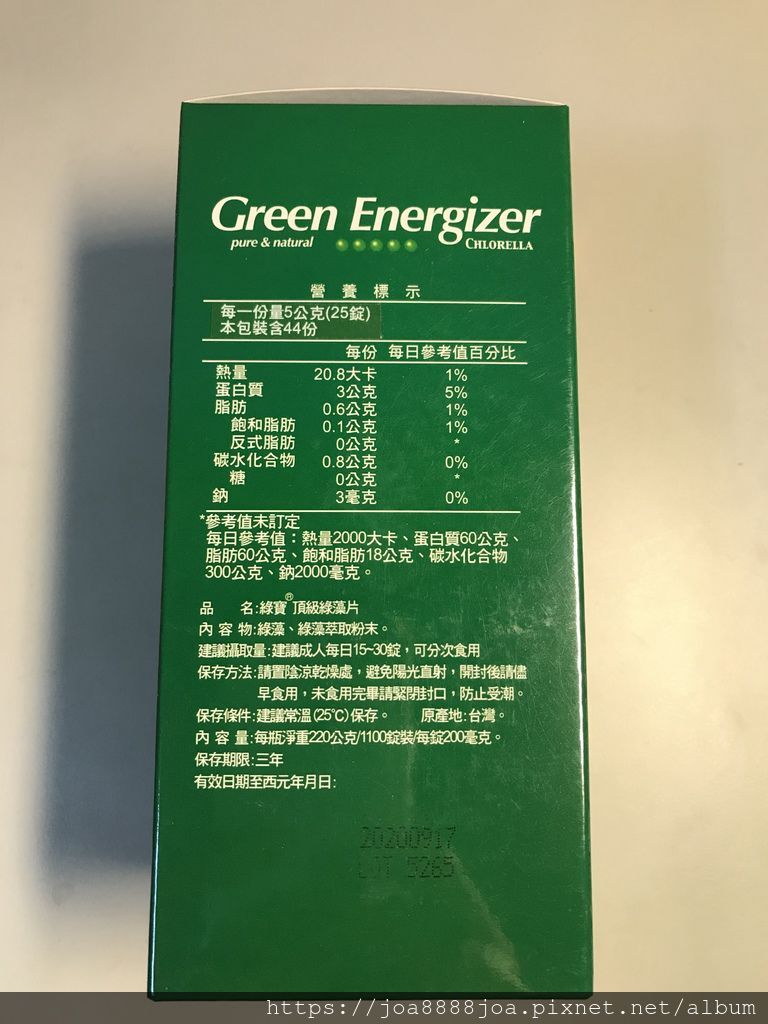 Green Energizer
pure & natural CHLORELLA
營養標示
每一份量5公克(25錠)
本包裝含44份
每份 每日參考值百分比
熱量 20.8大卡 1%
蛋白質 3公克 5%
脂肪 0.6公克 1%
飽和脂肪 0.1公克 1%
反式脂肪 0公克 *
碳水化合物 0.8公克 0%
糖 0公克 *
鈉 3毫克 0%
*參考值未訂定
每日參考值：熱量2000大卡、蛋白質60公克、
脂肪60公克、飽和脂肪18公克、碳水化合物
300公克、鈉2000毫克。
品 名:綠寶®頂級綠藻片
內 容 物:綠藻、綠藻萃取粉末。
建議攝取量:建議成人每日15~30錠，可分次食用
保存方法:請置陰涼乾燥處，避免陽光直射，開封後請儘
早食用，未食用完畢請緊閉封口，防止受潮。
保存條件:建議常溫(25℃)保存。 原產地:台灣。
內 容 量:每瓶淨重220公克/1100錠裝/每錠200毫克。
保存期限:三年
有效日期至西元年月日:
20200917
LOT 5265
https://joa8888joa.pixnet.net/album